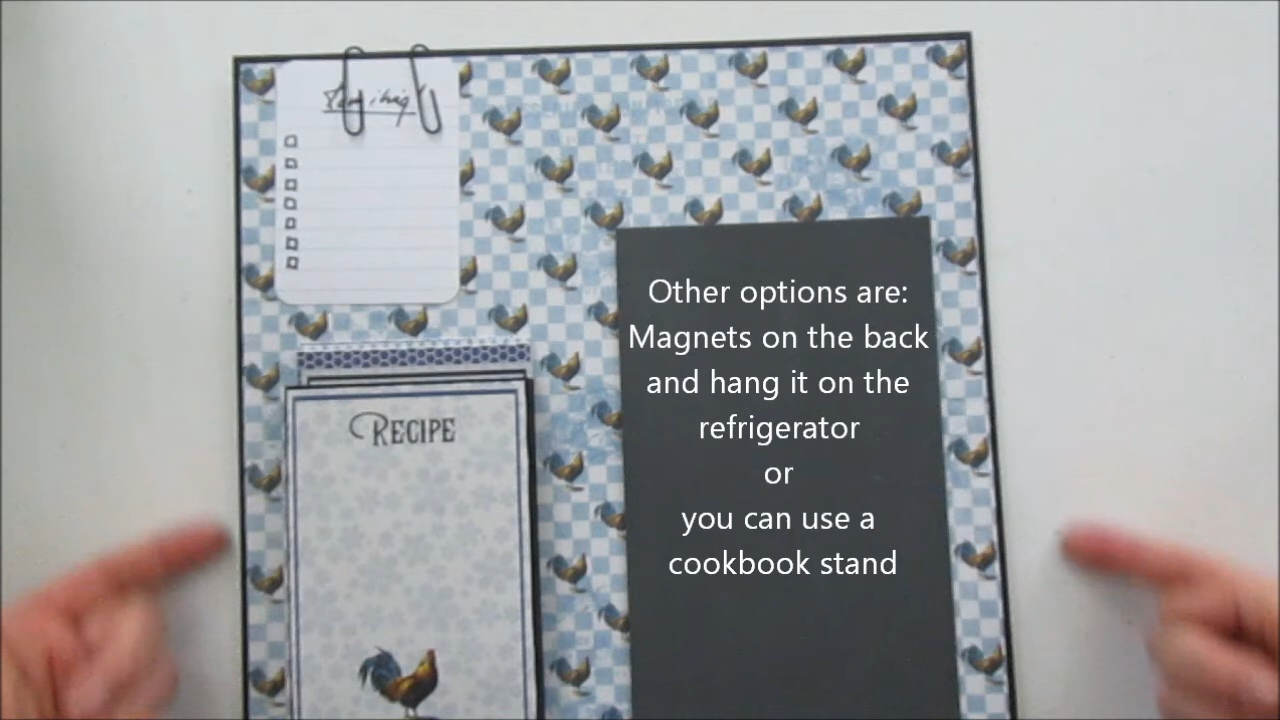 RECIPE
Other options are:
Magnets on the back
and hang it on the
refrigerator
or
you can use a
cookbook stand